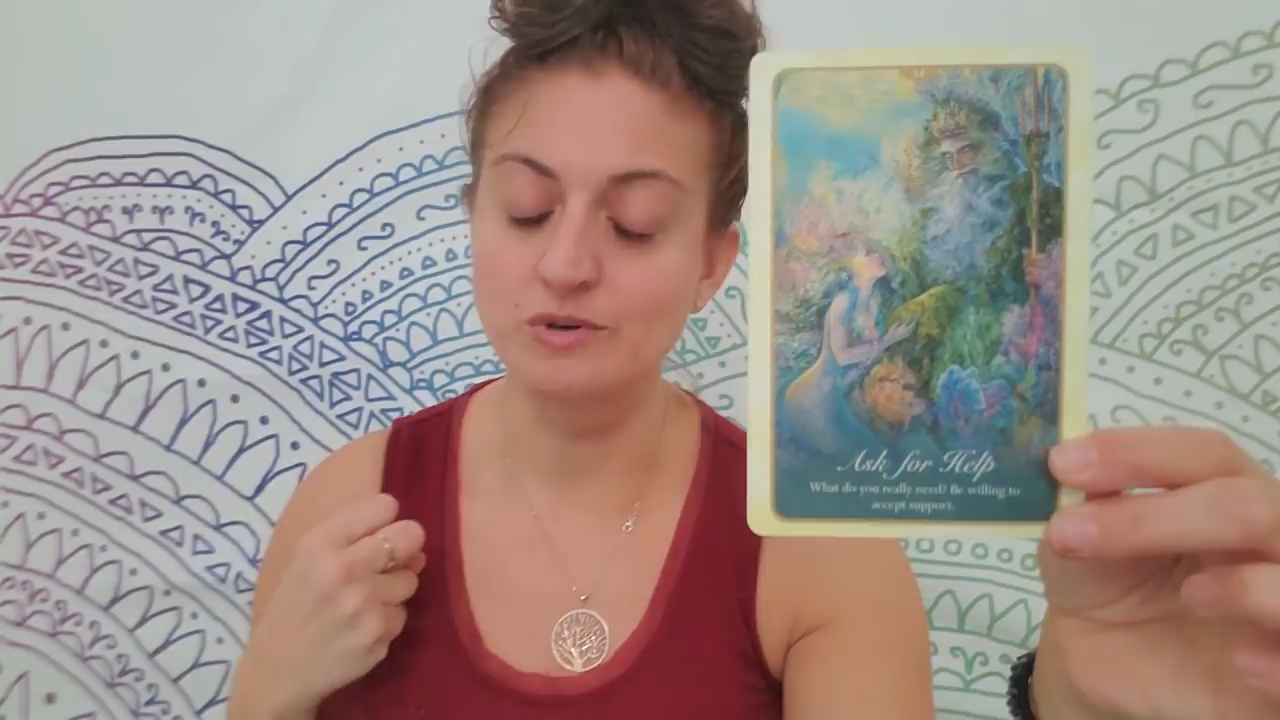 Ask for Help
What do you really need? Be willing to
accept support.